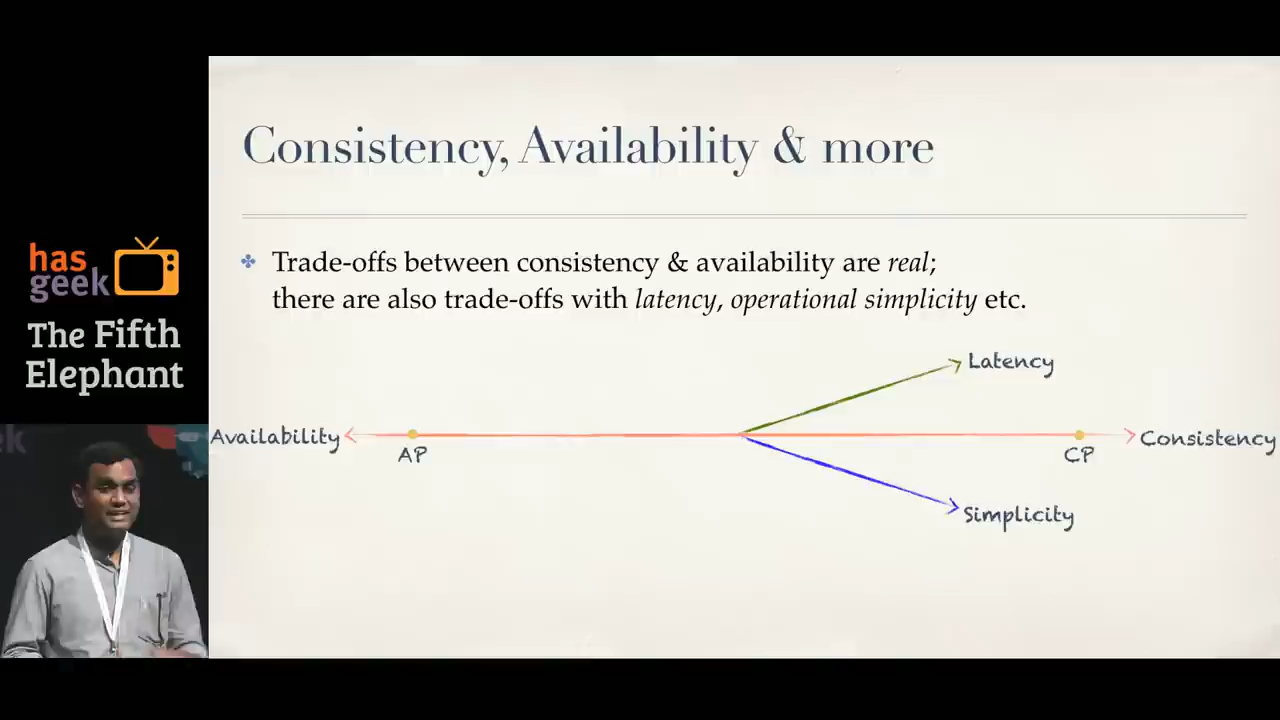 Consistency, Availability & more
Trade-offs between consistency & availability are real;
there are also trade-offs with latency, operational simplicity etc.
Latency
Availability
Consistency
AP
CP
Simplicity
has
geek
The Fifth
Elephant
ek